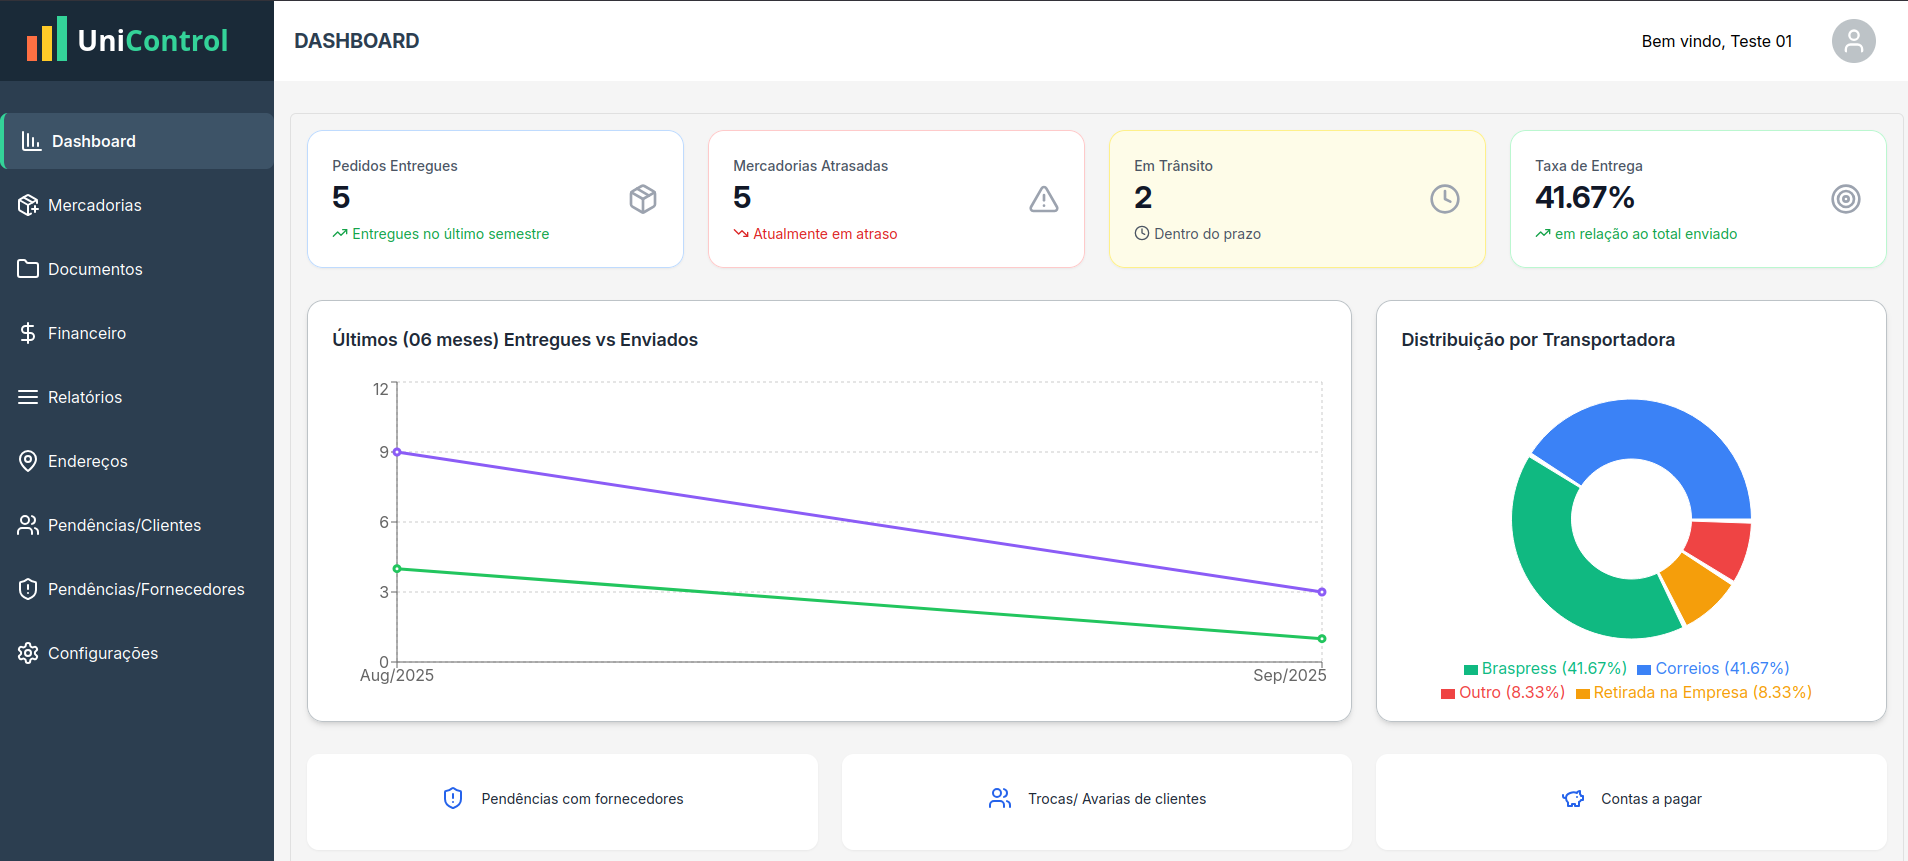 UniControl
DASHBOARD
Bem vindo, Teste 01
Dashboard
Mercadorias
Documentos
Financeiro
Relatórios
Endereços
Pendências/Clientes
Pendências/Fornecedores
Configurações
Pedidos Entregues
5
Entregues no último semestre
Mercadorias Atrasadas
5
Atualmente em atraso
Em Trânsito
2
Dentro do prazo
Taxa de Entrega
41.67%
em relação ao total enviado
Últimos (06 meses) Entregues vs Enviados
12
9
6
3
0
Aug/2025
Sep/2025
Distribuição por Transportadora
Braspress (41.67%) Correios (41.67%)
Outro (8.33%) Retirada na Empresa (8.33%)
Pendências com fornecedores
Trocas/ Avarias de clientes
Contas a pagar